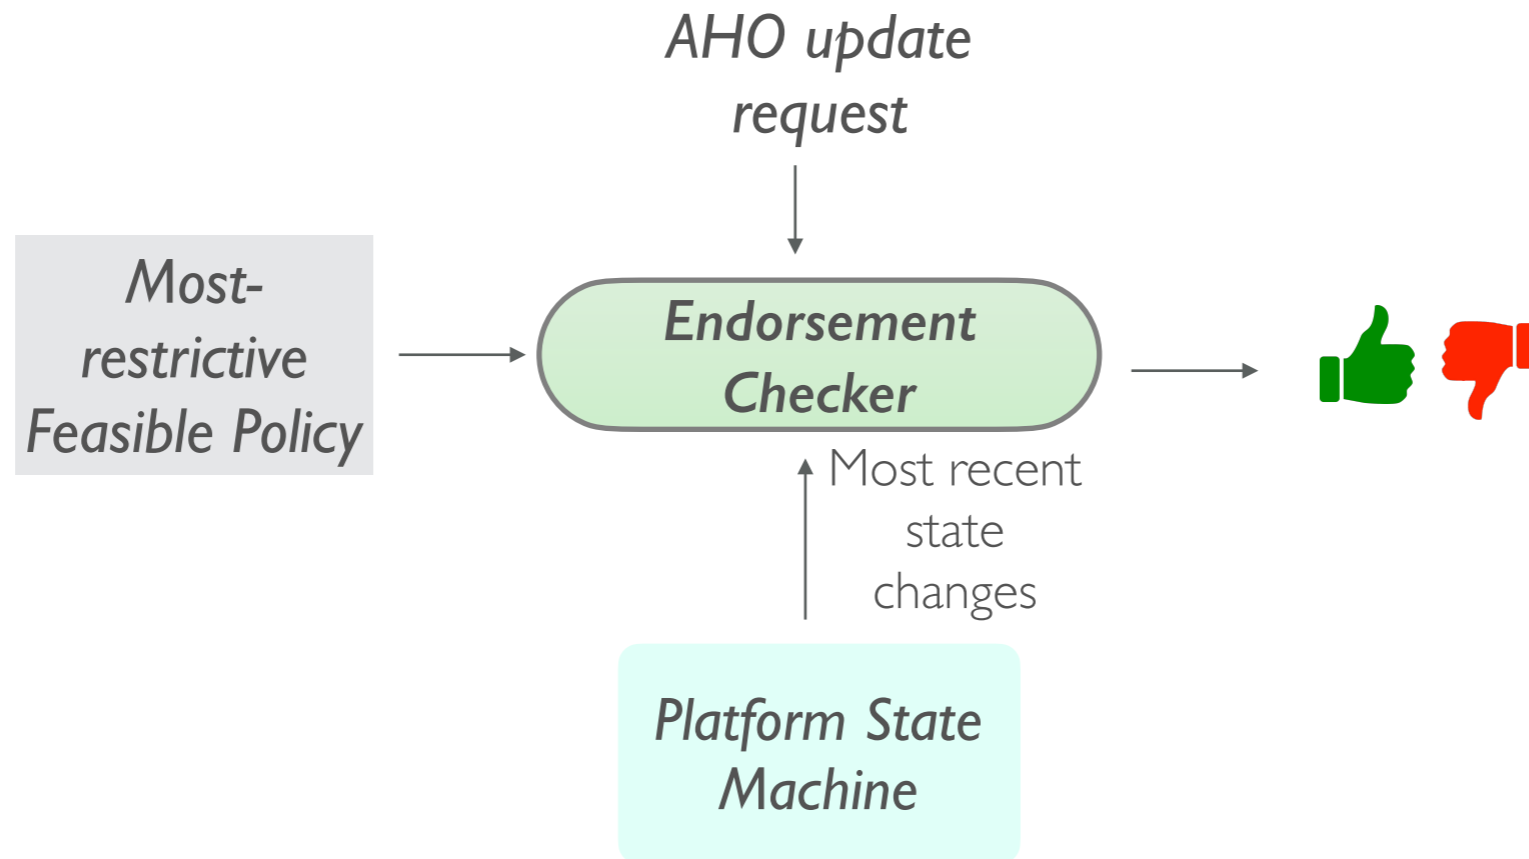 AHO update
request
Most-
restrictive
Feasible Policy
Endorsement
Checker
Most recent
state
changes
Platform State
Machine